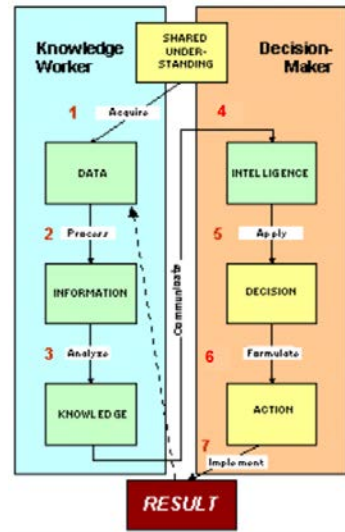 Knowledge
Worker
SHARED
UNDER-
STANDING
Decision-
Maker
1
Acquire
4
DATA
INTELLIGENCE
2
Process
5
Apply
INFORMATION
Communicate
DECISION
3
Analyze
6
Formulate
KNOWLEDGE
ACTION
7
Implement
RESULT